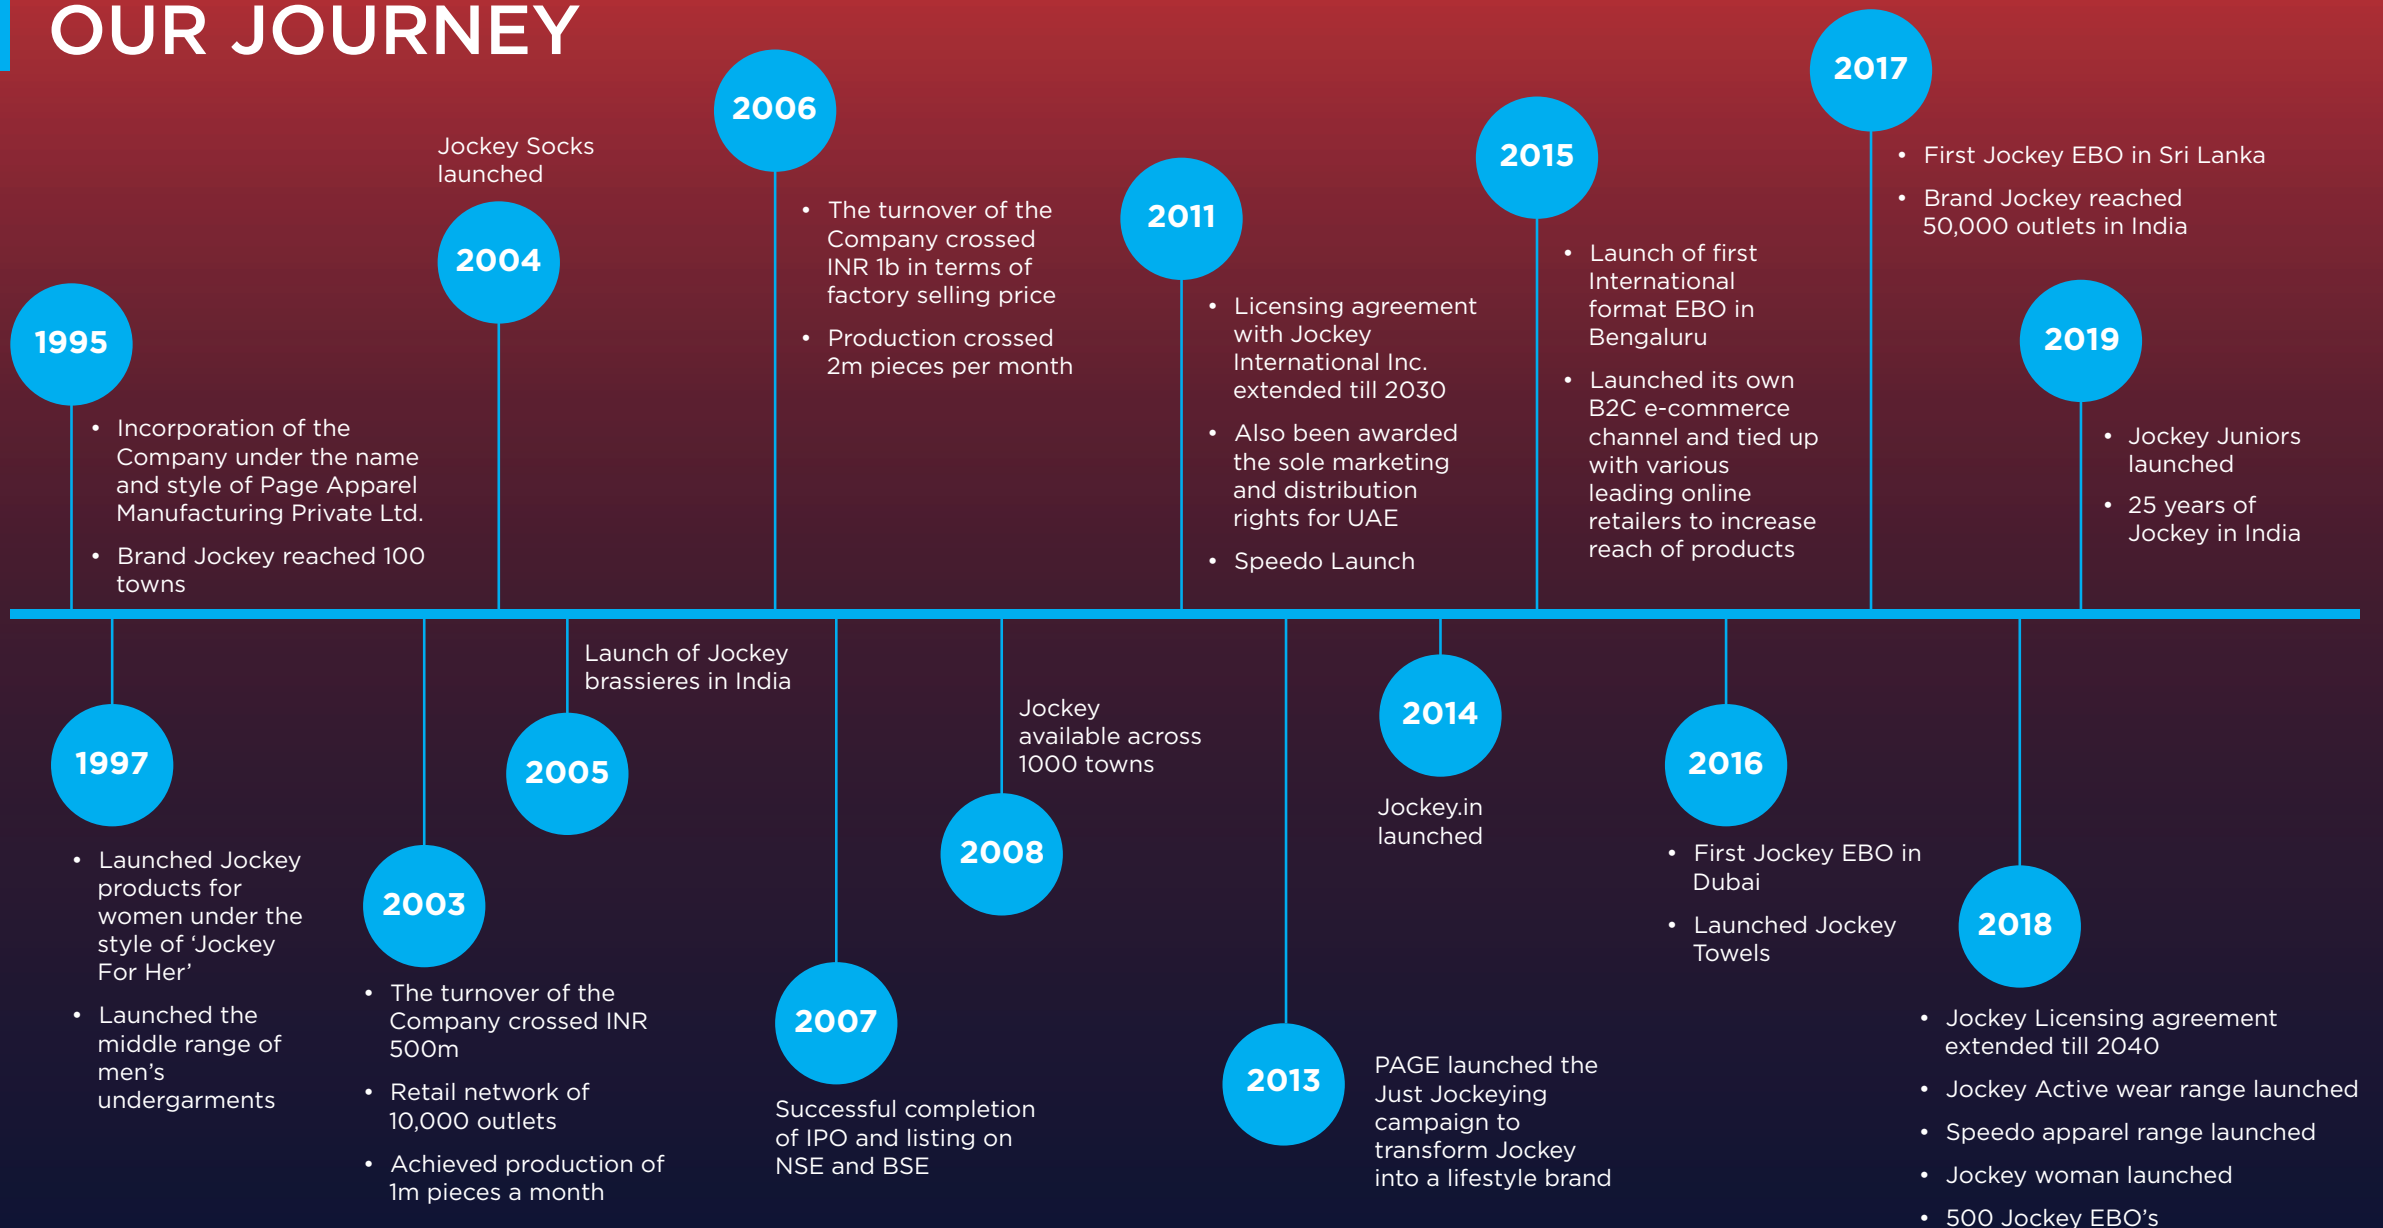 OUR JOURNEY
1995
• Incorporation of the
Company under the name
and style of Page Apparel
Manufacturing Private Ltd.
• Brand Jockey reached 100
towns
1997
• Launched Jockey
products for
women under the
style of ‘Jockey
For Her’
• Launched the
middle range of
men’s
undergarments
2003
• The turnover of the
Company crossed INR
500m
• Retail network of
10,000 outlets
• Achieved production of
1m pieces a month
Jockey Socks
launched
2004
Launch of Jockey
brassieres in India
2005
2006
• The turnover of the
Company crossed
INR 1b in terms of
factory selling price
• Production crossed
2m pieces per month
2007
Successful completion
of IPO and listing on
NSE and BSE
Jockey
available across
1000 towns
2008
2011
• Licensing agreement
with Jockey
International Inc.
extended till 2030
• Also been awarded
the sole marketing
and distribution
rights for UAE
• Speedo Launch
2013
PAGE launched the
Just Jockeying
campaign to
transform Jockey
into a lifestyle brand
2014
Jockey.in
launched
2015
• Launch of first
International
format EBO in
Bengaluru
• Launched its own
B2C e-commerce
channel and tied up
with various
leading online
retailers to increase
reach of products
2016
• First Jockey EBO in
Dubai
• Launched Jockey
Towels
2017
• First Jockey EBO in Sri Lanka
• Brand Jockey reached
50,000 outlets in India
2018
• Jockey Licensing agreement
extended till 2040
• Jockey Active wear range launched
• Speedo apparel range launched
• Jockey woman launched
• 500 Jockey EBO’s
2019
• Jockey Juniors
launched
• 25 years of
Jockey in India